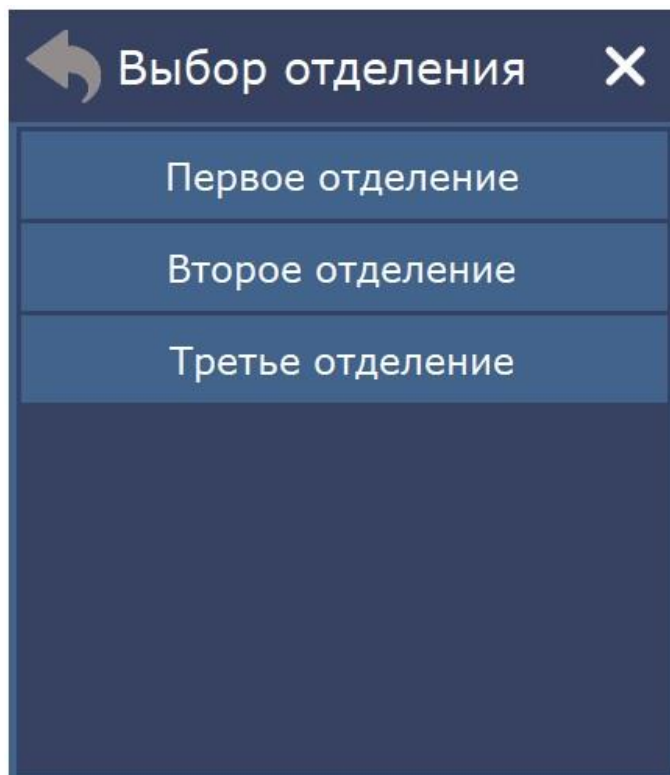 Выбор отделения
Первое отделение
Второе отделение
Третье отделение